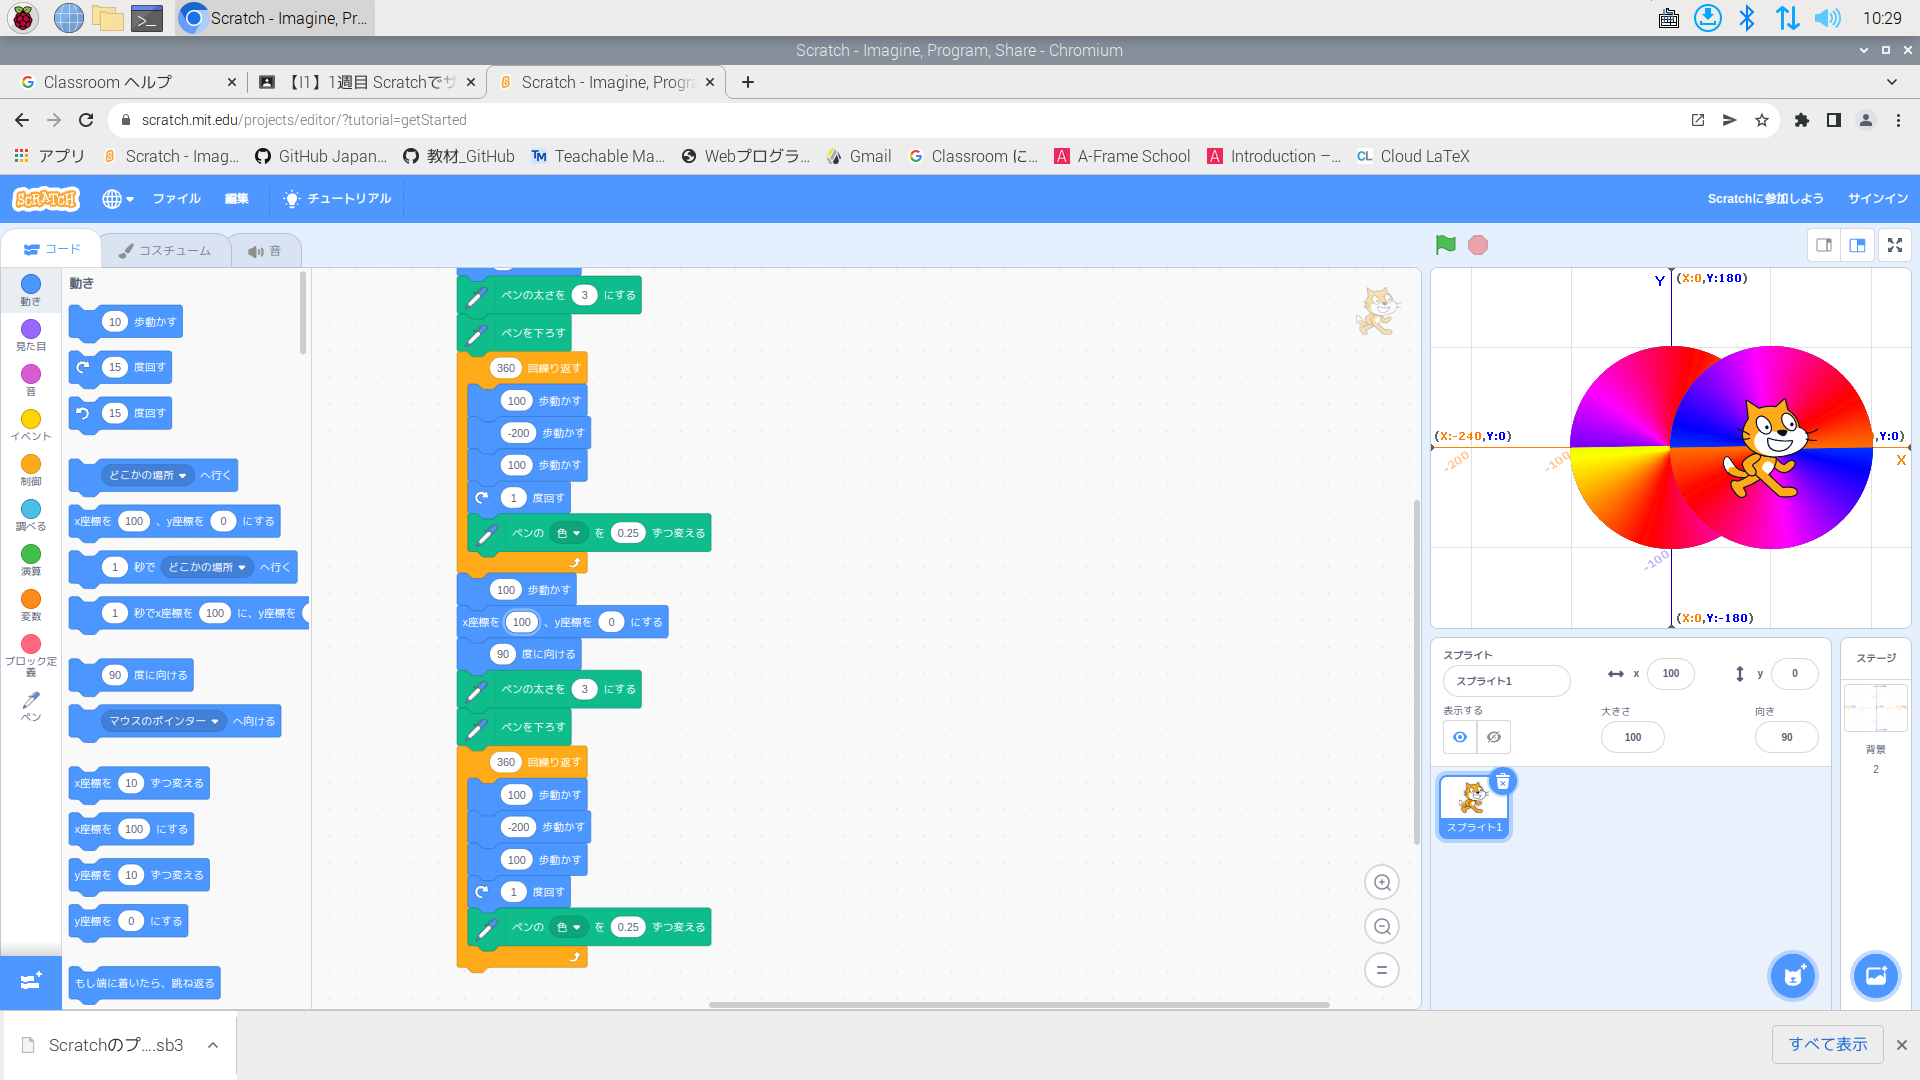 Scratch - Imagine, Pr...
10:29
Scratch - Imagine, Program, Share - Chromium
Classroom ヘルプ
【I1】1週目 Scratchでサ
Scratch - Imagine, Progra
scratch.mit.edu/projects/editor/?tutorial=getStarted
アプリ
Scratch - Imag...
GitHub Japan...
教材_GitHub
TM Teachable Ma...
Webプログラ...
Gmail
Classroom に...
A A-Frame School
A Introduction –...
CL Cloud LaTeX
SCRATCH
ファイル
編集
チュートリアル
Scratchに参加しよう
サインイン
コード
コスチューム
音
動き
見た目
音
イベント
制御
調べる
演算
変数
ブロック定義
ペン
動き
10 歩動かす
15 度回す
15 度回す
どこかの場所 へ行く
x座標を 100 、y座標を 0 にする
1 秒で どこかの場所 へ行く
1 秒でx座標を 100 に、y座標を
90 度に向ける
マウスのポインター へ向ける
x座標を 10 ずつ変える
x座標を 100 にする
y座標を 10 ずつ変える
y座標を 0 にする
もし端に着いたら、跳ね返る
ペンの太さを 3 にする
ペンを下ろす
360 回繰り返す
100 歩動かす
-200 歩動かす
100 歩動かす
1 度回す
ペンの 色 を 0.25 ずつ変える
100 歩動かす
x座標を 100 、y座標を 0 にする
90 度に向ける
ペンの太さを 3 にする
ペンを下ろす
360 回繰り返す
100 歩動かす
-200 歩動かす
100 歩動かす
1 度回す
ペンの 色 を 0.25 ずつ変える
Y (X:0,Y:180)
(X:-240,Y:0)
,Y:0)
X
-200
-100
-100
(X:0,Y:-180)
スプライト
スプライト1
x 100
y 0
表示する
大きさ
100
向き
90
スプライト1
ステージ
背景
2
Scratchのプ....sb3
すべて表示